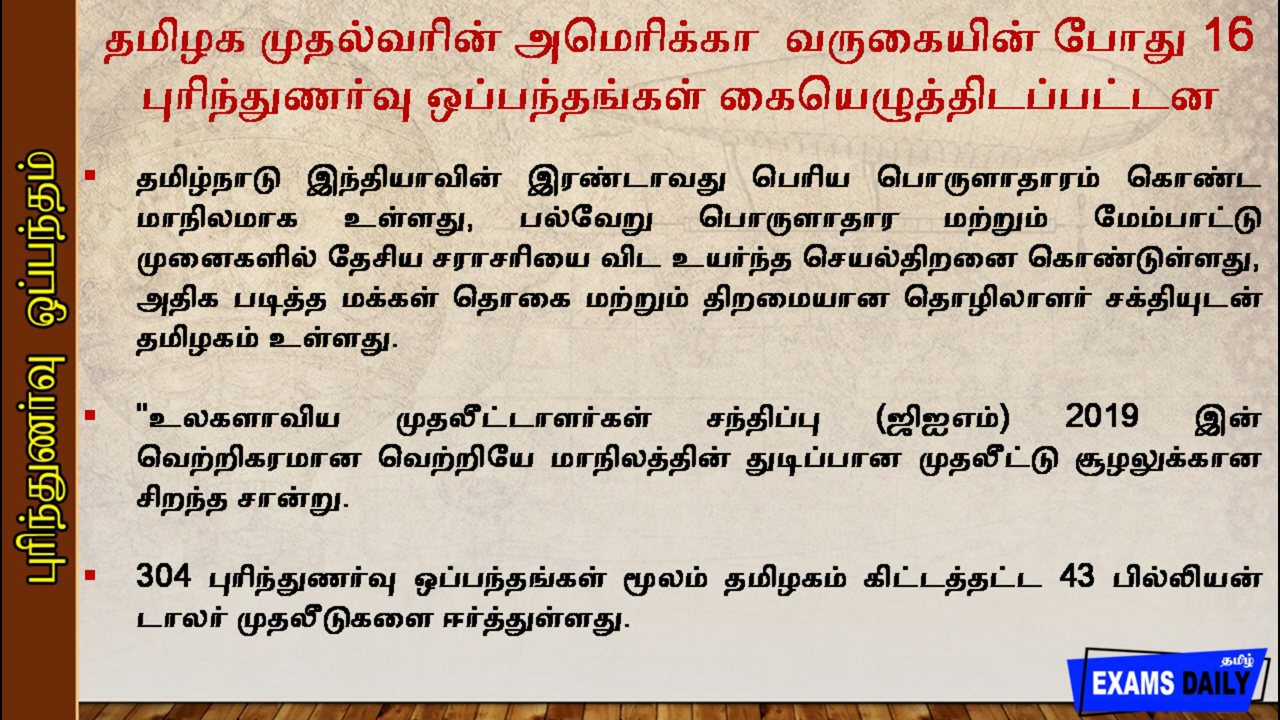 தமிழக முதல்வரின் அமெரிக்கா வருகையின் போது 16
புரிந்துணர்வு ஒப்பந்தங்கள் கையெழுத்திடப்பட்டன
புரிந்துணர்வு ஒப்பந்தம்
▪ தமிழ்நாடு இந்தியாவின் இரண்டாவது பெரிய பொருளாதாரம் கொண்ட
மாநிலமாக உள்ளது, பல்வேறு பொருளாதார மற்றும் மேம்பாட்டு
முனைகளில் தேசிய சராசரியை விட உயர்ந்த செயல்திறனை கொண்டுள்ளது,
அதிக படித்த மக்கள் தொகை மற்றும் திறமையான தொழிலாளர் சக்தியுடன்
தமிழகம் உள்ளது.
▪ "உலகளாவிய முதலீட்டாளர்கள் சந்திப்பு (ஜிஐஎம்) 2019 இன்
வெற்றிகரமான வெற்றியே மாநிலத்தின் துடிப்பான முதலீட்டு சூழலுக்கான
சிறந்த சான்று.
▪ 304 புரிந்துணர்வு ஒப்பந்தங்கள் மூலம் தமிழகம் கிட்டத்தட்ட 43 பில்லியன்
டாலர் முதலீடுகளை ஈர்த்துள்ளது.
தமிழ்
EXAMS DAILY